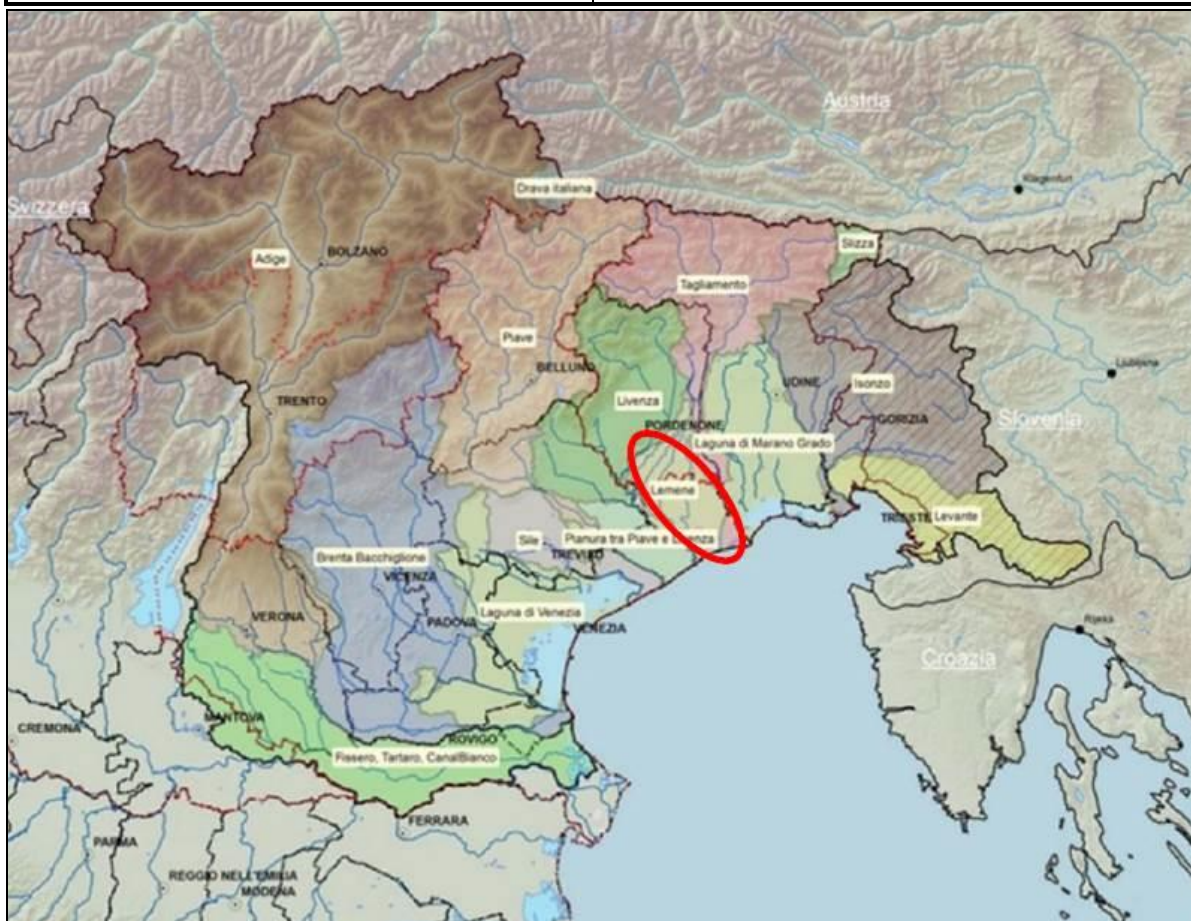 Austria
Klagenfurt
Drava italiana
Svizzera
Slizza
Adige
BOLZANO
Tagliamento
Piave
BELLUNO
Ljubljana
UDINE
Isonzo
TRENTO
Livenza
GORIZIA
Slovenia
PORDENONE
Laguna di Marano Grado
Lemene
TRIESTE
Levante
Sile
Pianura tra Piave e Livenza
TREVISO
Brenta Bacchiglione
VICENZA
Laguna di Venezia
VERONA
PADOVA
VENEZIA
Rijeka
Croazia
MANTOVA
CREMONA
ROVIGO
Fissero, Tartaro, CanalBianco
FERRARA
PARMA
REGGIO NELL'EMILIA
MODENA